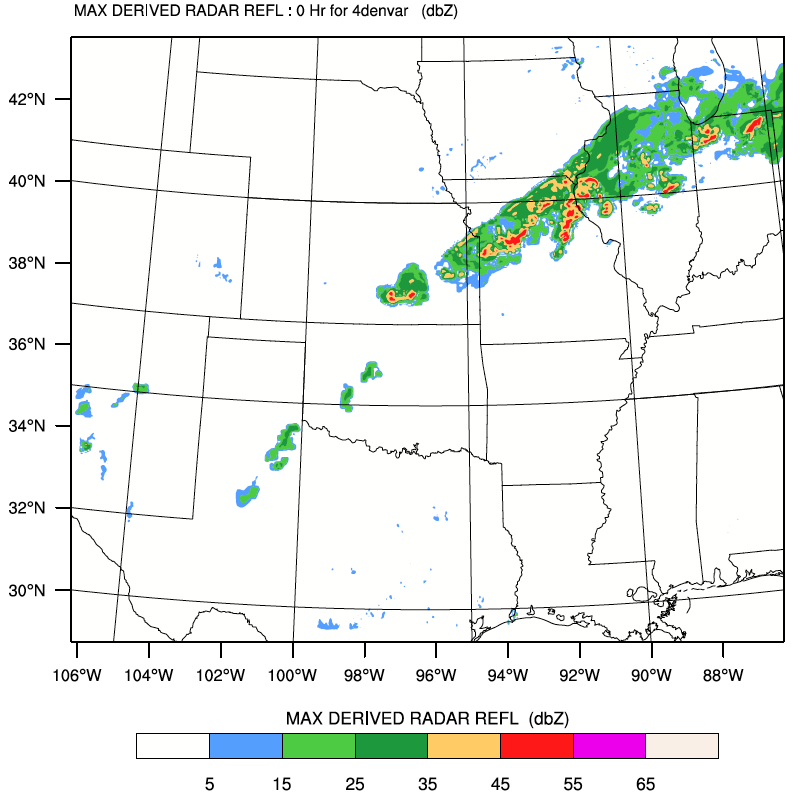 MAX DERIVED RADAR REFL : 0 Hr for 4denvar (dbZ)
42°N
40°N
38°N
36°N
34°N
32°N
30°N
106°W 104°W 102°W 100°W 98°W 96°W 94°W 92°W 90°W 88°W
MAX DERIVED RADAR REFL (dbZ)
5 15 25 35 45 55 65